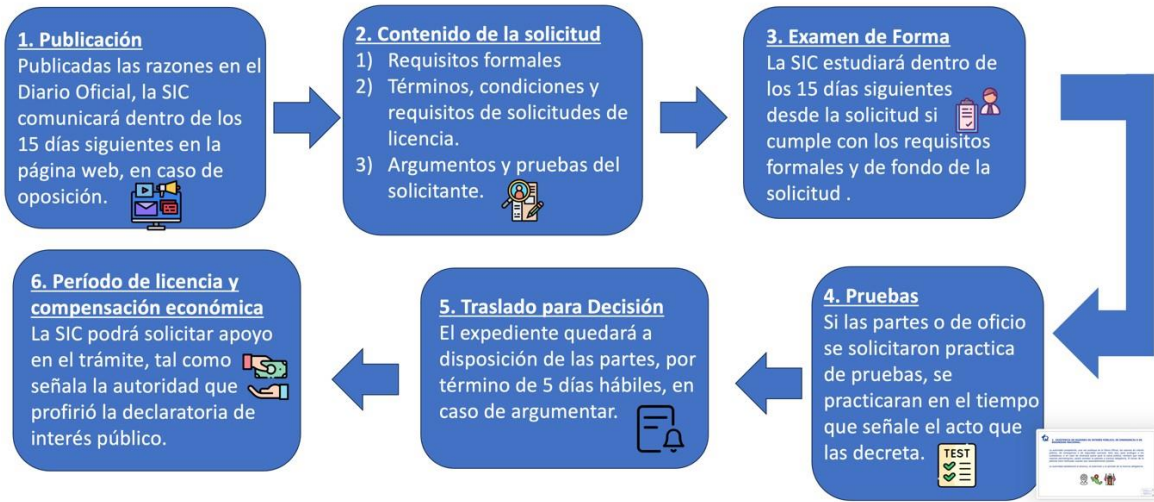 1. Publicación
Publicadas las razones en el
Diario Oficial, la SIC
comunicará dentro de los
15 días siguientes en la
página web, en caso de
oposición.
2. Contenido de la solicitud
1) Requisitos formales
2) Términos, condiciones y
requisitos de solicitudes de
licencia.
3) Argumentos y pruebas del
solicitante.
3. Examen de Forma
La SIC estudiará dentro de
los 15 días siguientes
desde la solicitud si
cumple con los requisitos
formales y de fondo de la
solicitud .
4. Pruebas
Si las partes o de oficio
se solicitaron practica
de pruebas, se
practicaran en el tiempo
que señale el acto que
las decreta.
TEST
5. Traslado para Decisión
El expediente quedará a
disposición de las partes, por
término de 5 días hábiles, en
caso de argumentar.
6. Período de licencia y
compensación económica
La SIC podrá solicitar apoyo
en el trámite, tal como
señala la autoridad que
profirió la declaratoria de
interés público.